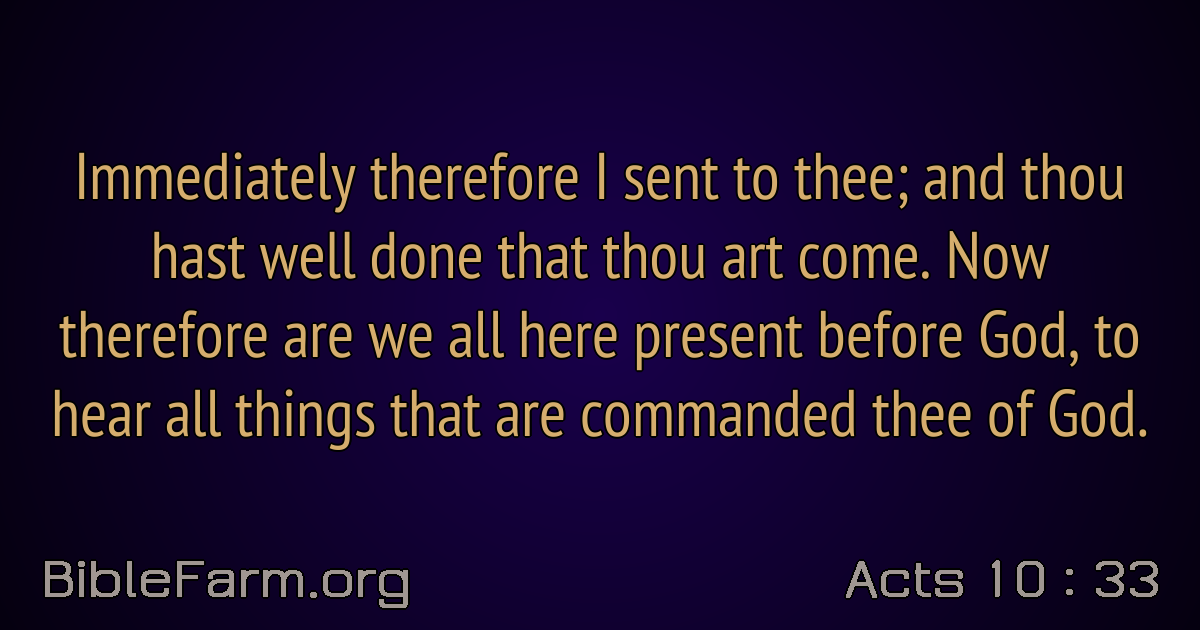 Immediately therefore I sent to thee; and thou
hast well done that thou art come. Now
therefore are we all here present before God, to
hear all things that are commanded thee of God.
BibleFarm.org
Acts 10 : 33